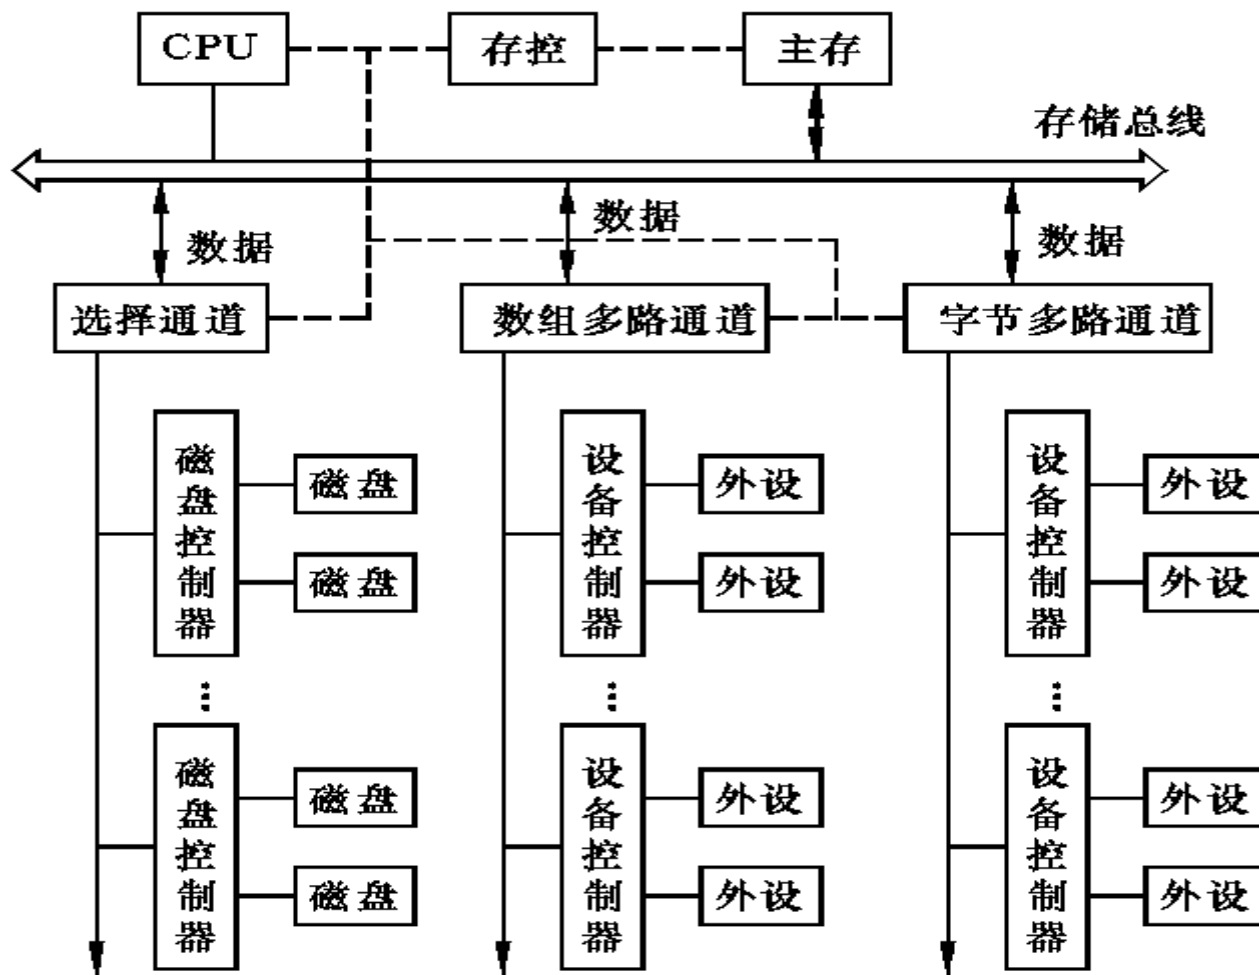 CPU
存控
主存
存储总线
数据
数据
数据
选择通道
数组多路通道
字节多路通道
磁盘控制器
磁盘
磁盘
设备控制器
外设
外设
设备控制器
外设
外设
…
…
…
磁盘控制器
磁盘
磁盘
设备控制器
外设
外设
设备控制器
外设
外设